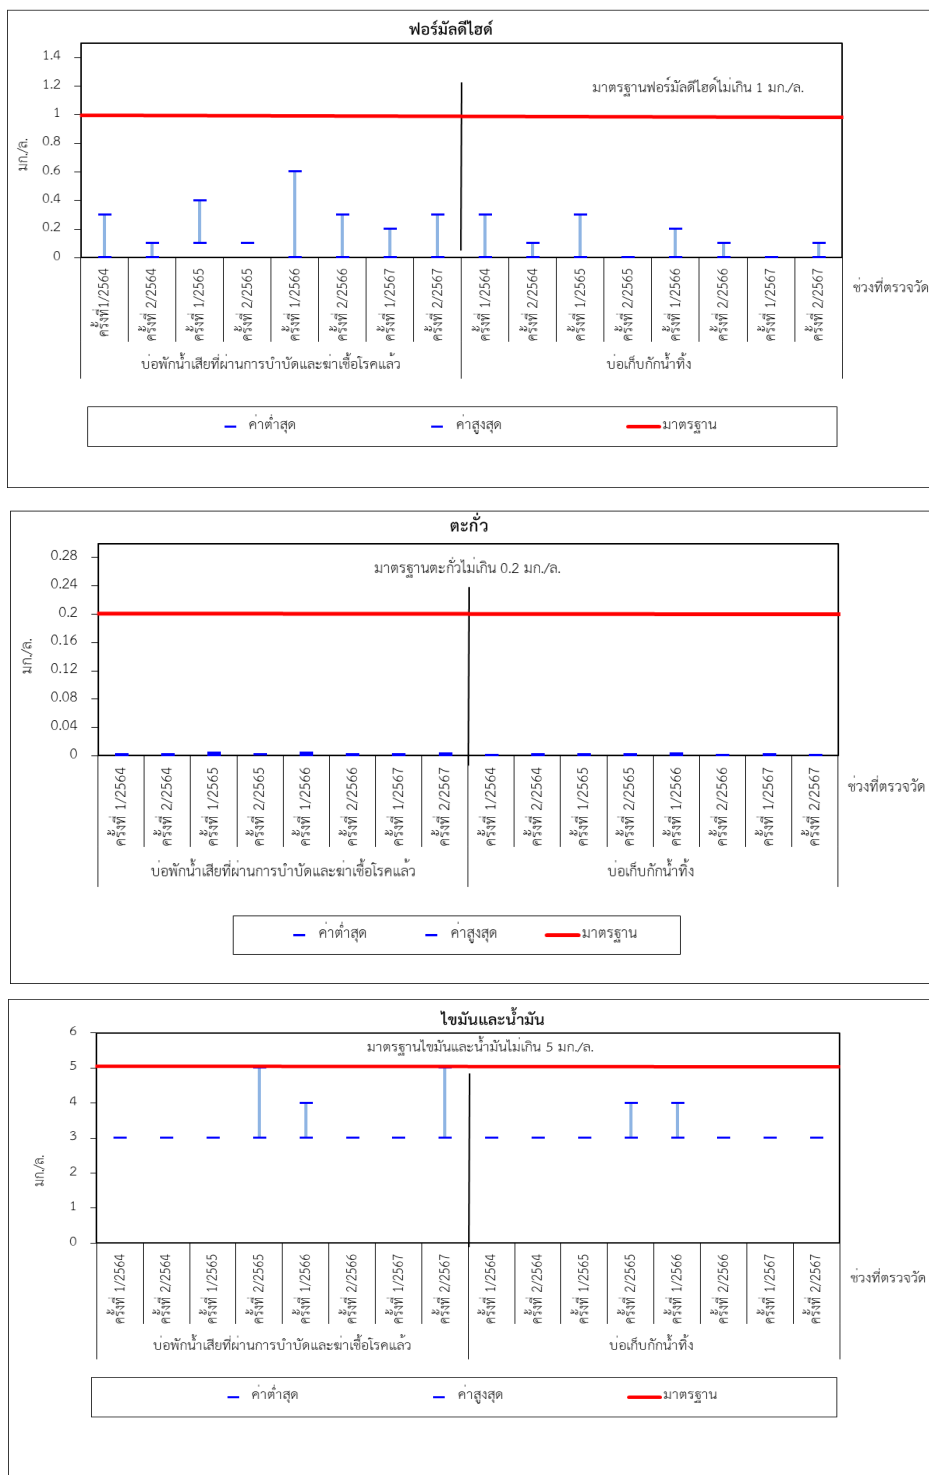 ฟอร์มัลดีไฮด์
มาตรฐานฟอร์มัลดีไฮด์ไม่เกิน 1 มก./ล.
มก./ล.
1.4
1.2
1
0.8
0.6
0.4
0.2
0
ครั้งที่1/2564 ครั้งที่ 2/2564 ครั้งที่ 1/2565 ครั้งที่ 2/2565 ครั้งที่ 1/2566 ครั้งที่ 2/2566 ครั้งที่ 1/2567 ครั้งที่ 2/2567 ครั้งที่ 1/2564 ครั้งที่ 2/2564 ครั้งที่ 1/2565 ครั้งที่ 2/2565 ครั้งที่ 1/2566 ครั้งที่ 2/2566 ครั้งที่ 1/2567 ครั้งที่ 2/2567
ช่วงที่ตรวจวัด
บ่อพักน้ำเสียที่ผ่านการบำบัดและฆ่าเชื้อโรคแล้ว บ่อเก็บกักน้ำทิ้ง
ค่าต่ำสุด ค่าสูงสุด มาตรฐาน
ตะกั่ว
มาตรฐานตะกั่วไม่เกิน 0.2 มก./ล.
มก./ล.
0.28
0.24
0.2
0.16
0.12
0.08
0.04
0
ครั้งที่ 1/2564 ครั้งที่ 2/2564 ครั้งที่ 1/2565 ครั้งที่ 2/2565 ครั้งที่ 1/2566 ครั้งที่ 2/2566 ครั้งที่ 1/2567 ครั้งที่ 2/2567 ครั้งที่ 1/2564 ครั้งที่ 2/2564 ครั้งที่ 1/2565 ครั้งที่ 2/2565 ครั้งที่ 1/2566 ครั้งที่ 2/2566 ครั้งที่ 1/2567 ครั้งที่ 2/2567
ช่วงที่ตรวจวัด
บ่อพักน้ำเสียที่ผ่านการบำบัดและฆ่าเชื้อโรคแล้ว บ่อเก็บกักน้ำทิ้ง
ค่าต่ำสุด ค่าสูงสุด มาตรฐาน
ไขมันและน้ำมัน
มาตรฐานไขมันและน้ำมันไม่เกิน 5 มก./ล.
มก./ล.
6
5
4
3
2
1
0
ครั้งที่ 1/2564 ครั้งที่ 2/2564 ครั้งที่ 1/2565 ครั้งที่ 2/2565 ครั้งที่ 1/2566 ครั้งที่ 2/2566 ครั้งที่ 1/2567 ครั้งที่ 2/2567 ครั้งที่ 1/2564 ครั้งที่ 2/2564 ครั้งที่ 1/2565 ครั้งที่ 2/2565 ครั้งที่ 1/2566 ครั้งที่ 2/2566 ครั้งที่ 1/2567 ครั้งที่ 2/2567
ช่วงที่ตรวจวัด
บ่อพักน้ำเสียที่ผ่านการบำบัดและฆ่าเชื้อโรคแล้ว บ่อเก็บกักน้ำทิ้ง
ค่าต่ำสุด ค่าสูงสุด มาตรฐาน